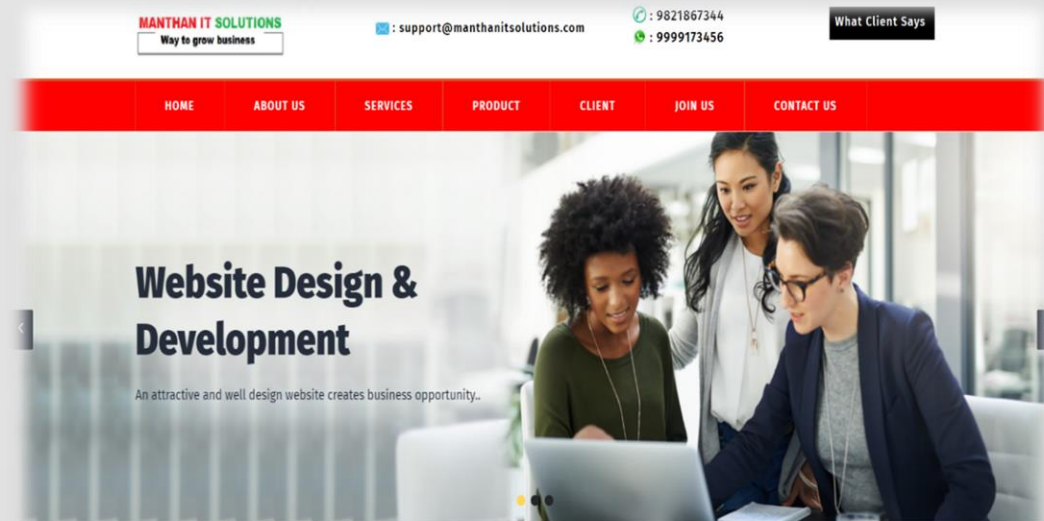 MANTHAN IT SOLUTIONS
Way to grow business
: support@manthanitsolutions.com
: 9821867344
: 9999173456
What Client Says
HOME ABOUT US SERVICES PRODUCT CLIENT JOIN US CONTACT US
Website Design &
Development
An attractive and well design website creates business opportunity..